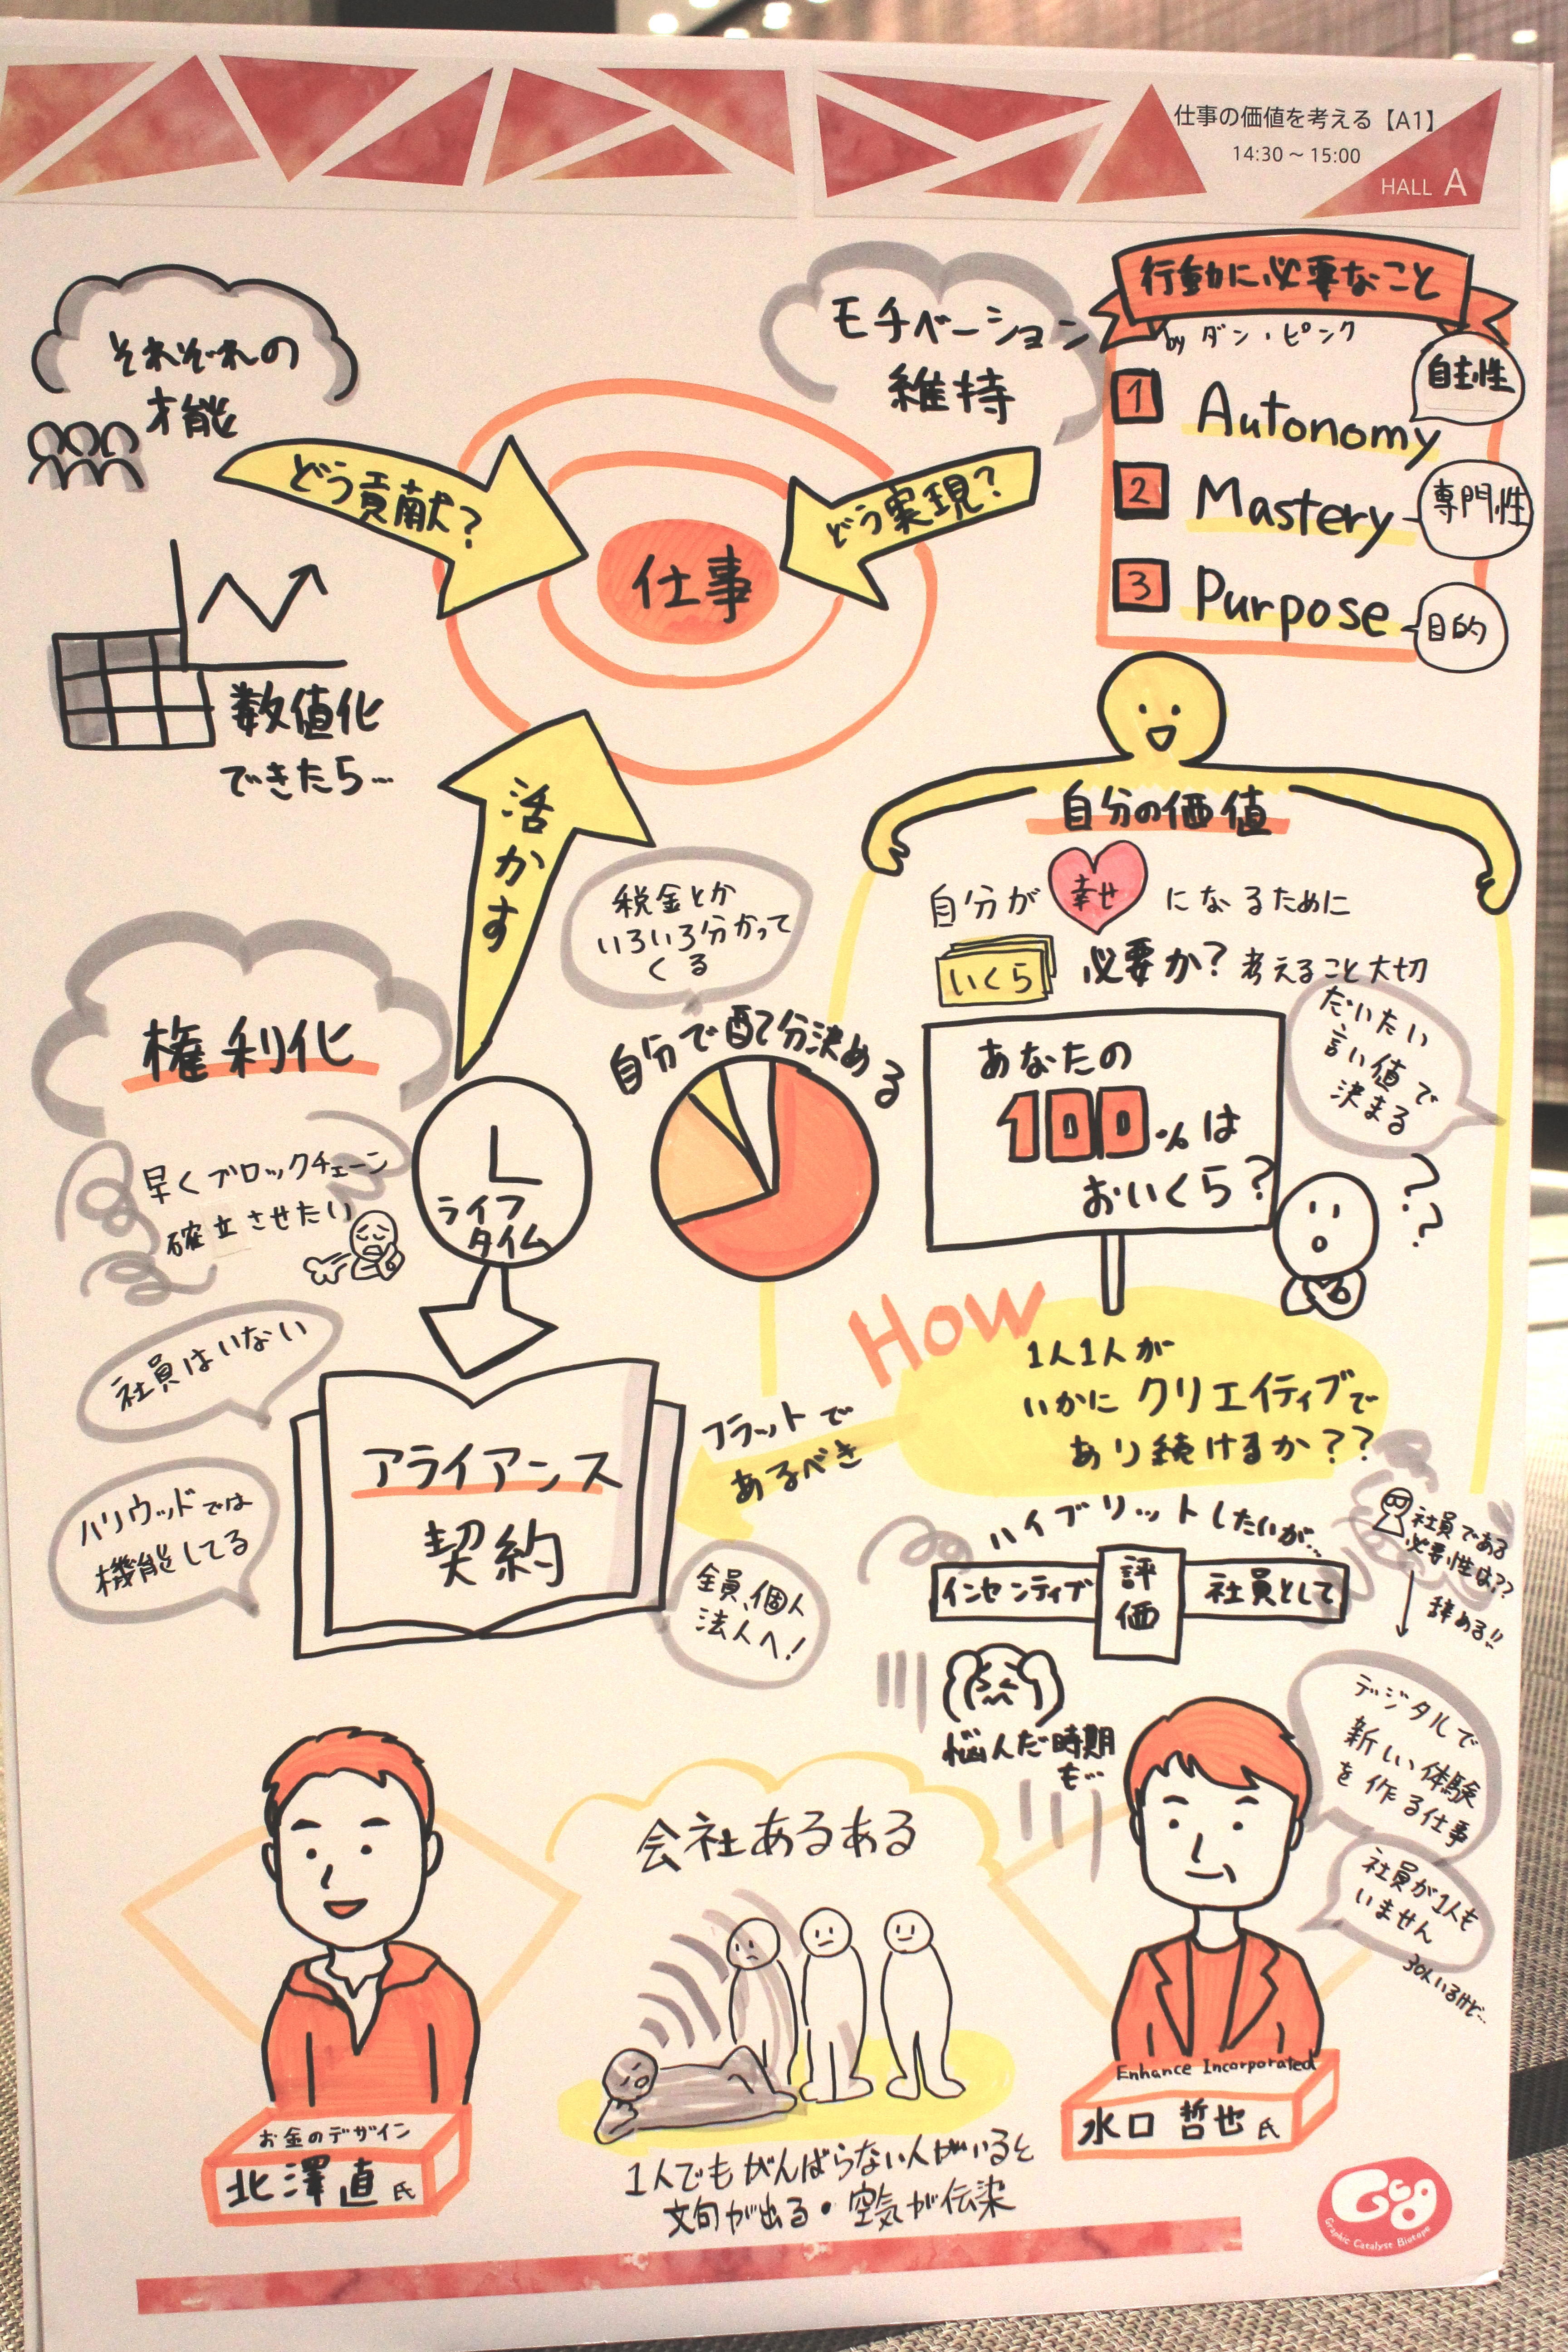 仕事の価値を考える【A1】
14:30 ~ 15:00
HALL A
それぞれの
才能
どう貢献?
モチベーション
維持
どう実現?
仕事
行動に必要なこと
by ダン・ピンク
1 Autonomy
自主性
2 Mastery
専門性
3 Purpose
目的
数値化
できたら…
活かす
税金とか
いろいろ分かって
くる
自分で配分決める
自分の価値
自分が幸せになるために
いくら必要か?考えること大切
だいたい
言い値で
決まる
あなたの
100%は
おいくら?
??
権利化
早くブロックチェーン
確立させたい
ライフ
タイム
社員はいない
ハリウッドでは
機能してる
アライアンス
契約
フラットで
あるべき
全員、個人
法人へ!
How
1人1人が
いかにクリエイティブで
あり続けるか??
ハイブリットしたいが…
インセンティブ
評価
社員として
社員である
必要性は??
辞める!!
悩んだ時期
も…
デジタルで
新しい体験
を作る仕事
社員が1人も
いません
30人いるけど…
会社あるある
1人でもがんばらない人がいると
文句が出る・空気が伝染
お金のデザイン
北澤直氏
Enhance Incorporated
水口哲也氏
GCB
Graphic Catalyst Biotope